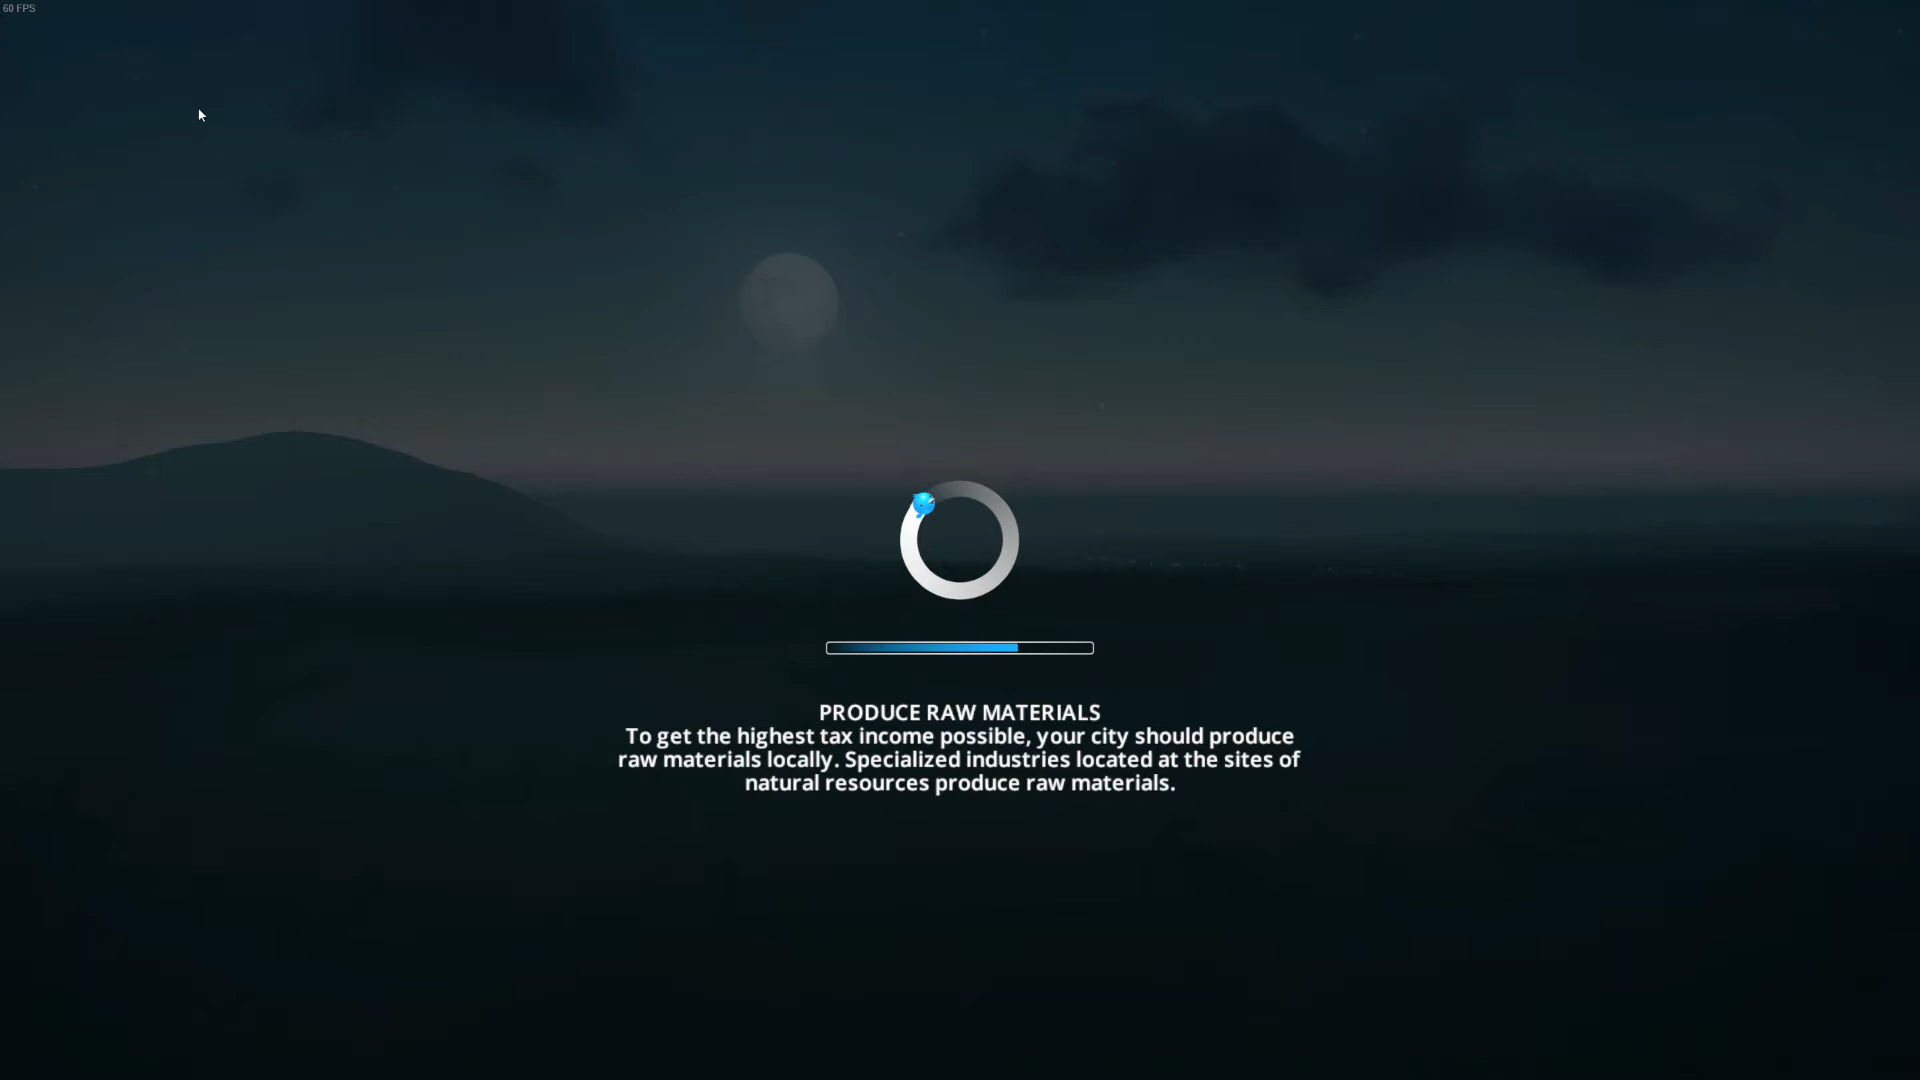 60 FPS
PRODUCE RAW MATERIALS
To get the highest tax income possible, your city should produce
raw materials locally. Specialized industries located at the sites of
natural resources produce raw materials.